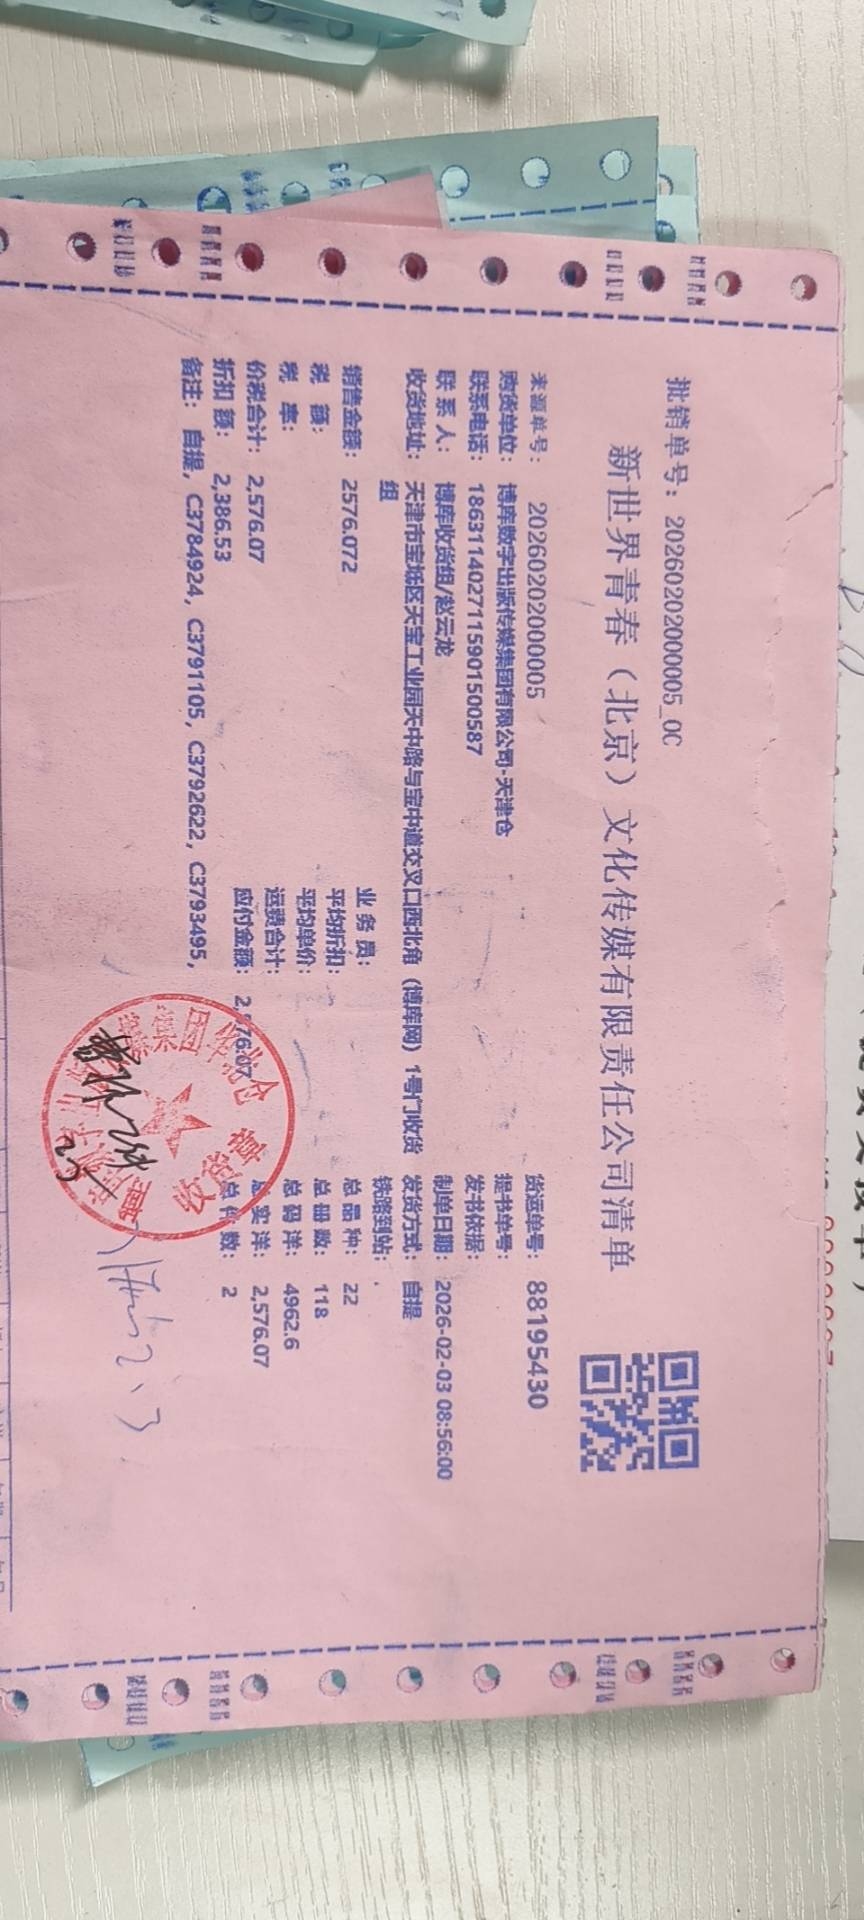 批销单号：20260202000005_0C
新世界青春（北京）文化传媒有限责任公司清单
来源单号：20260202000005
货运单号：88195430
购货单位：博库数字出版传媒集团有限公司-天津仓
提书单号：
联系电话：1863114027115901500587
发书依据：
联系人：博库收货组/赵云龙
制单日期：2026-02-03 08:56:00
收货地址：天津市宝坻区天宝工业园天中路与宝中道交叉口西北角（博库网）1号门收货
组
发货方式：自提
铁路到站：.
销售金额：2576.072
业务员：
总品种：22
税额：
平均折扣：
总册数：118
税率：
平均单价：
总码洋：4962.6
价税合计：2,576.07
运费合计：
总实洋：2,576.07
折扣额：2,386.53
应付金额：2,576.07
总件数：2
备注：自提，C3784924，C3791105，C3792622，C3793495，